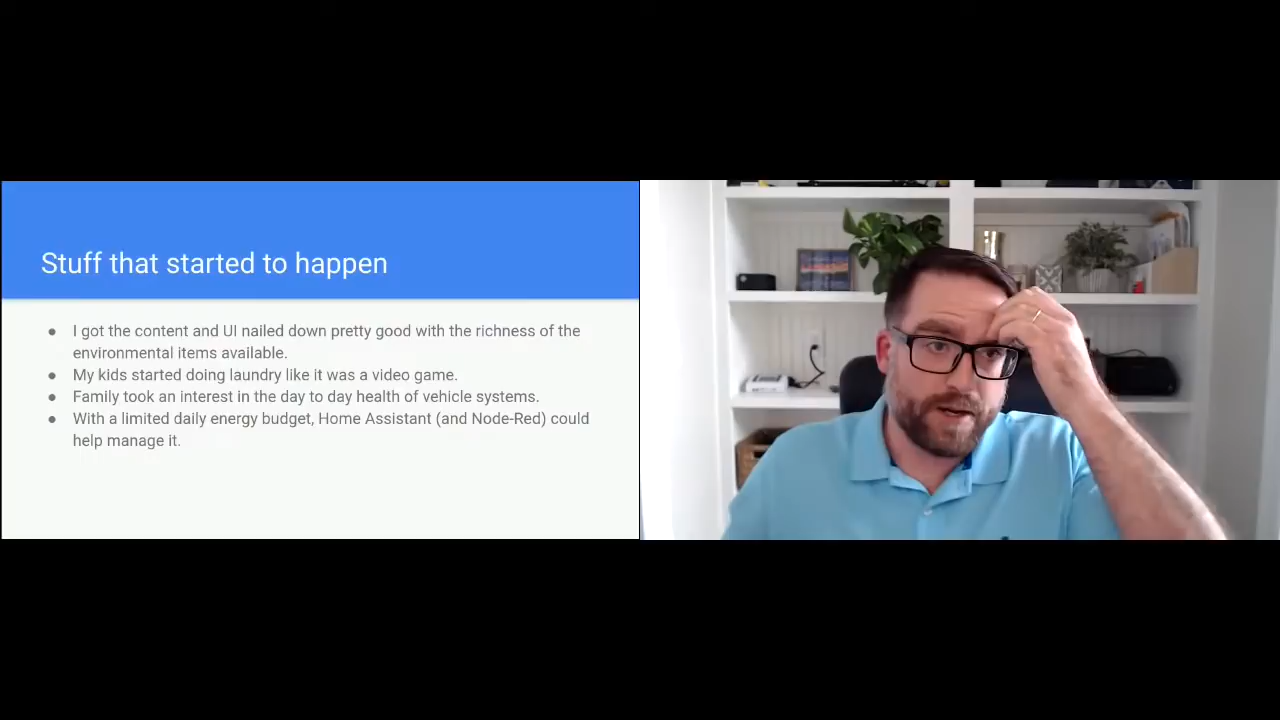 Stuff that started to happen
● I got the content and UI nailed down pretty good with the richness of the
environmental items available.
● My kids started doing laundry like it was a video game.
● Family took an interest in the day to day health of vehicle systems.
● With a limited daily energy budget, Home Assistant (and Node-Red) could
help manage it.